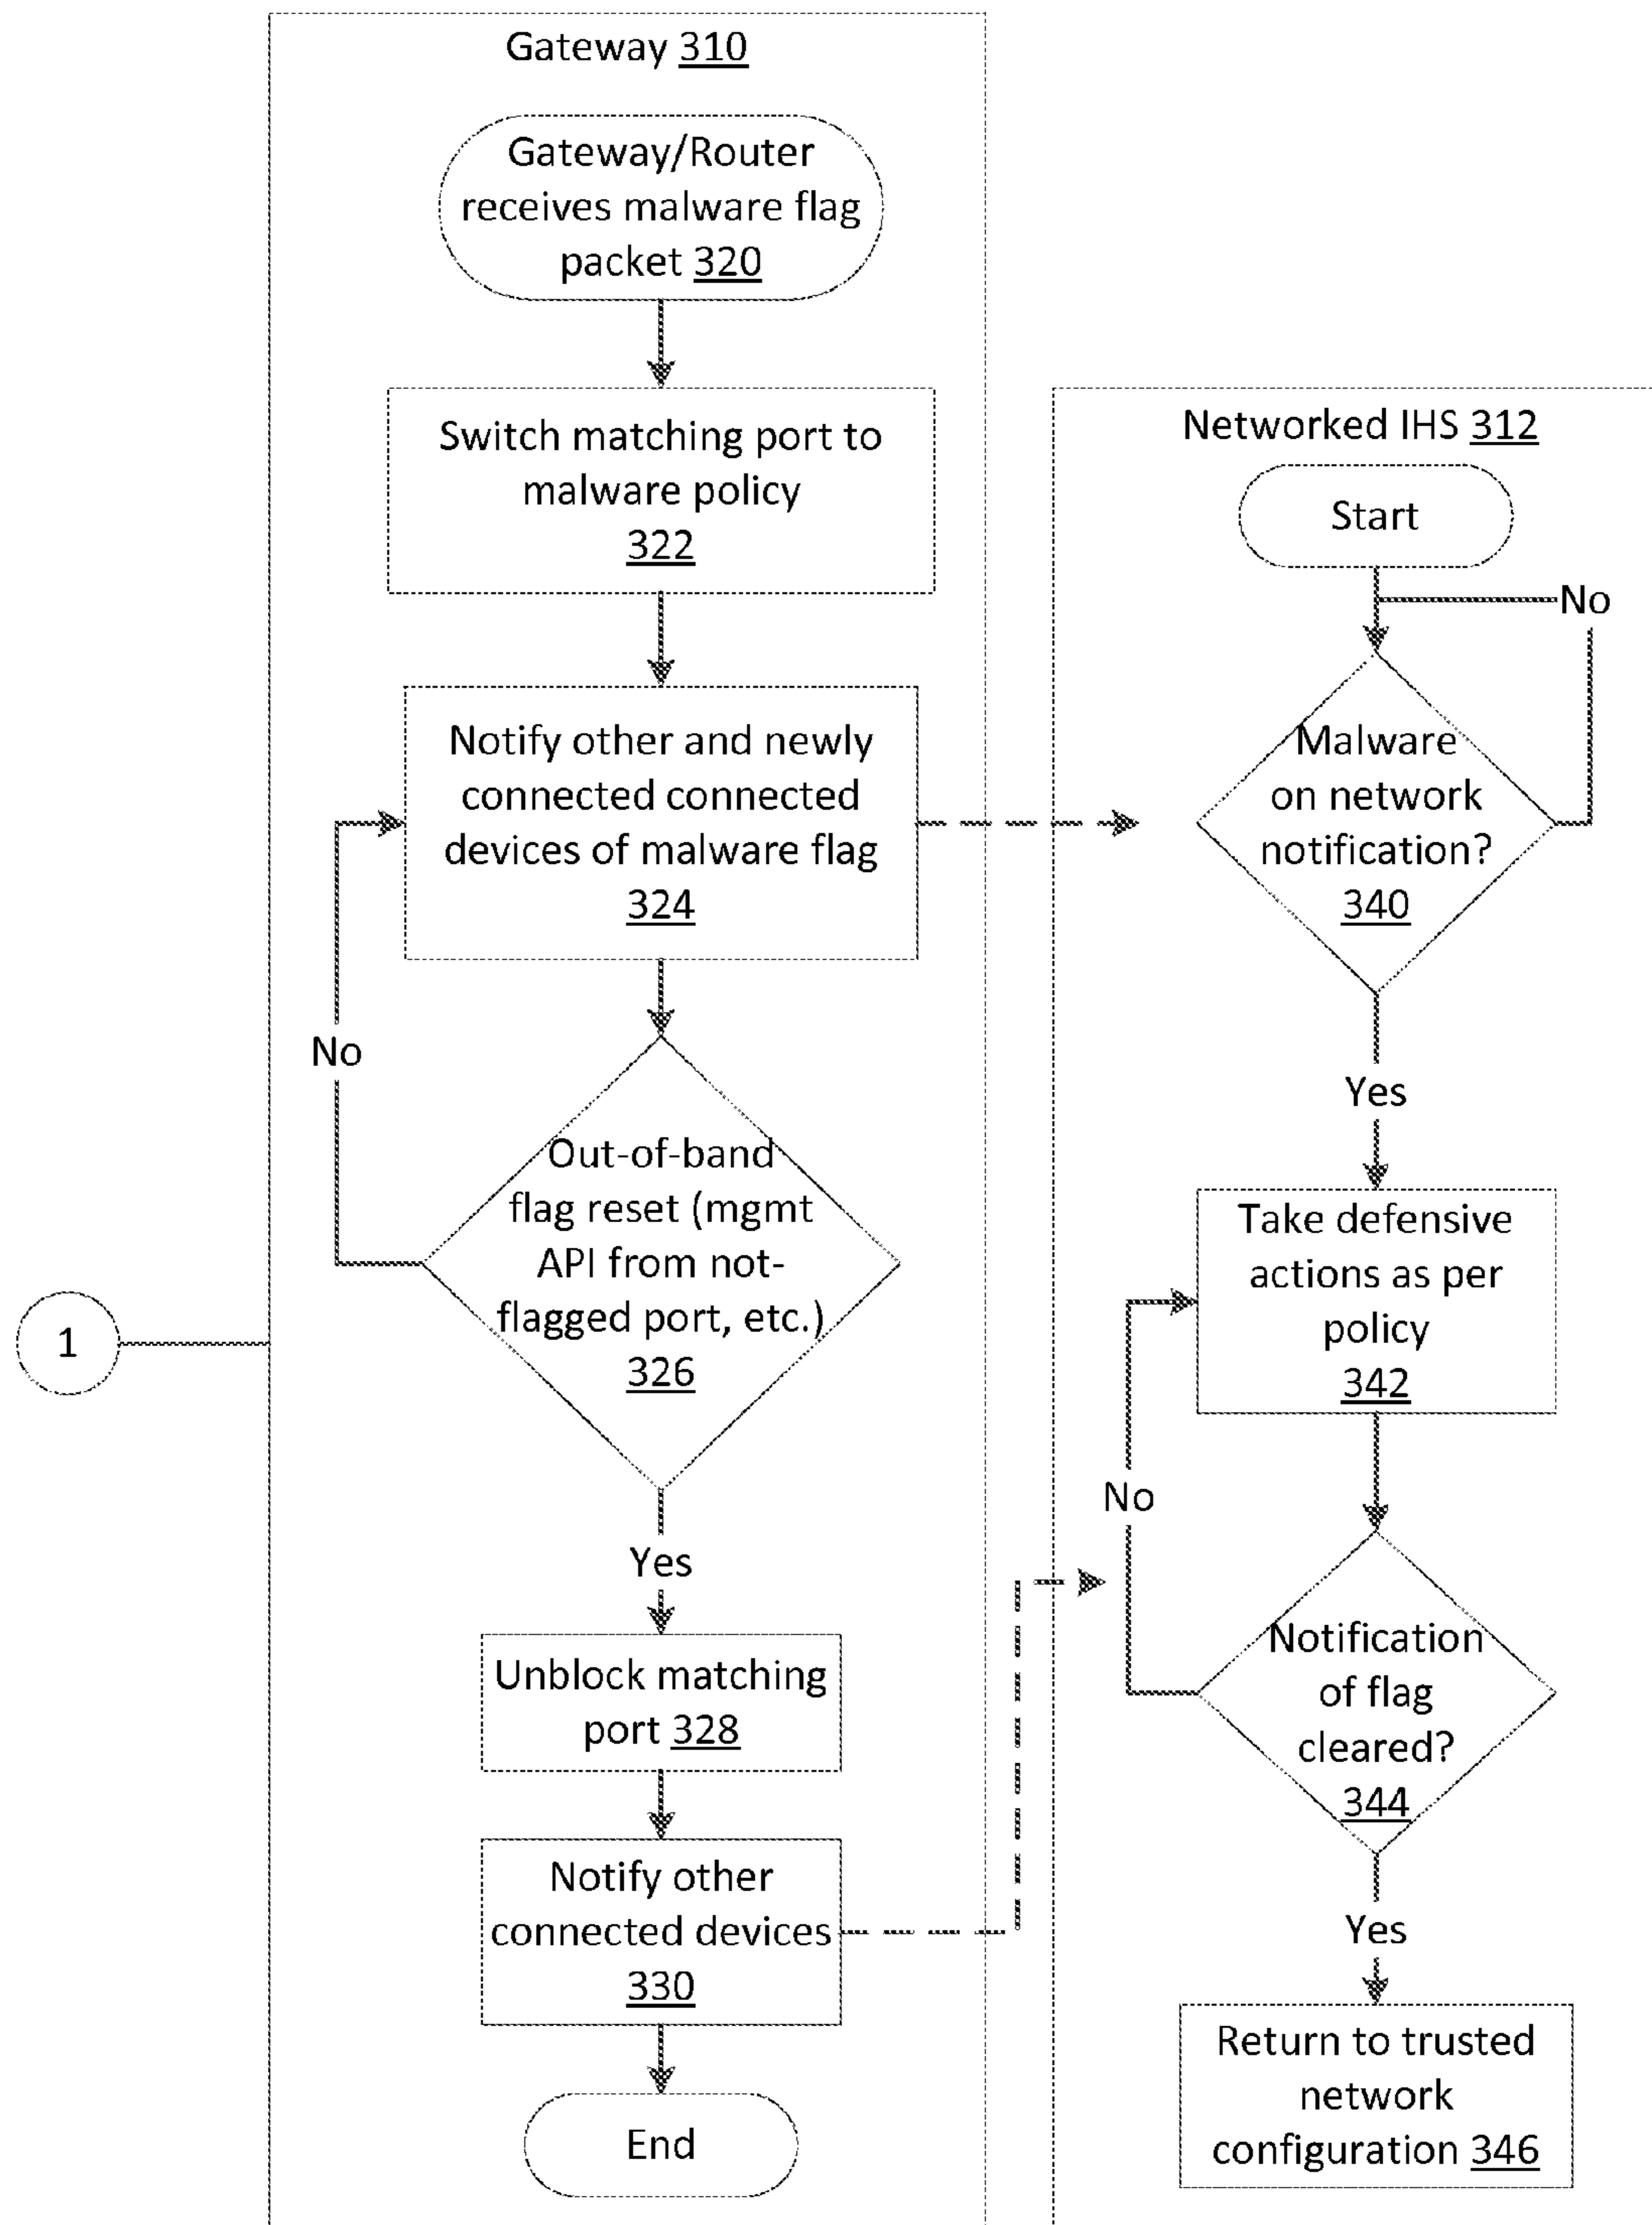 Gateway 310
Gateway/Router
receives malware flag
packet 320
Switch matching port to
malware policy
322
Notify other and newly
connected connected
devices of malware flag
324
No
Out-of-band
flag reset (mgmt
API from not-
flagged port, etc.)
326
1
Yes
Unblock matching
port 328
Notify other
connected devices
330
End
Networked IHS 312
Start
No
Malware
on network
notification?
340
Yes
Take defensive
actions as per
policy
342
No
Notification
of flag
cleared?
344
Yes
Return to trusted
network
configuration 346